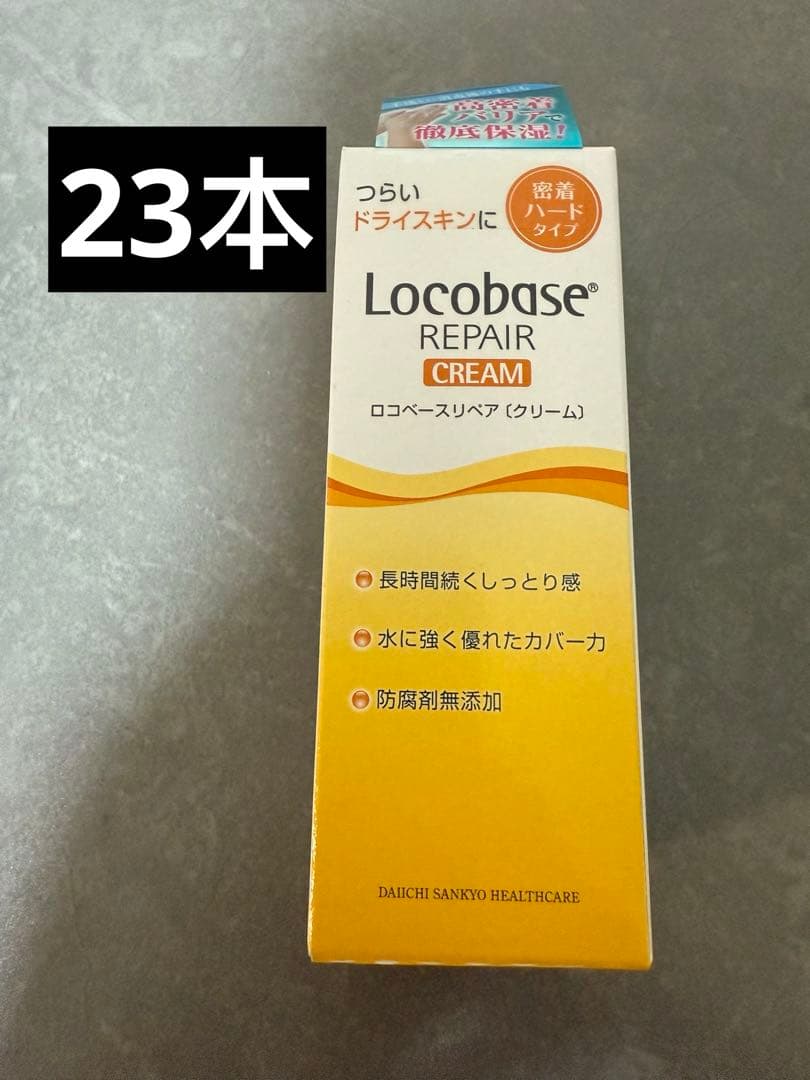 23本
高密着
バリアで
徹底保湿！
つらい
ドライスキンに
密着
ハード
タイプ
Locobase®
REPAIR
CREAM
ロコベースリペア〔クリーム〕
長時間続くしっとり感
水に強く優れたカバー力
防腐剤無添加
DAIICHI SANKYO HEALTHCARE